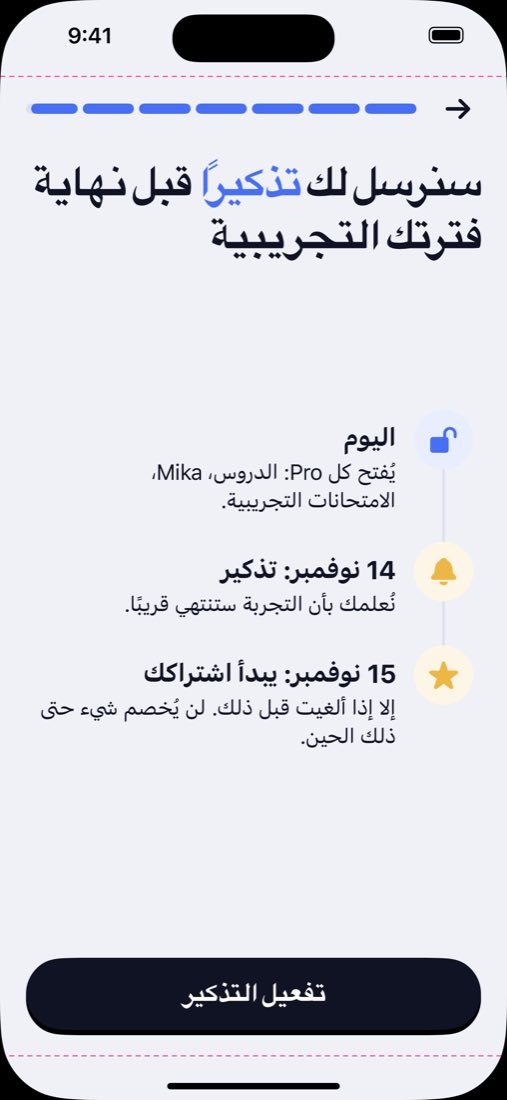 9:41
سنرسل لك تذكيرًا قبل نهاية
فترتك التجريبية
اليوم
يُفتح كل Pro: الدروس، Mika،
الامتحانات التجريبية.
14 نوفمبر: تذكير
نُعلمك بأن التجربة ستنتهي قريبًا.
15 نوفمبر: يبدأ اشتراكك
إلا إذا ألغيت قبل ذلك. لن يُخصم شيء حتى
ذلك الحين.
تفعيل التذكير